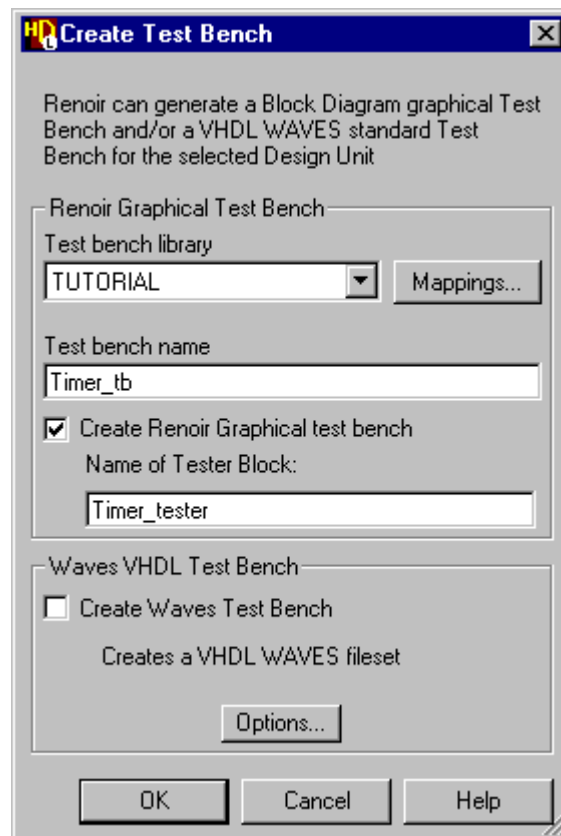 HDL Create Test Bench
Renoir can generate a Block Diagram graphical Test
Bench and/or a VHDL WAVES standard Test
Bench for the selected Design Unit
Renoir Graphical Test Bench
Test bench library
TUTORIAL Mappings...
Test bench name
Timer_tb
Create Renoir Graphical test bench
Name of Tester Block:
Timer_tester
Waves VHDL Test Bench
Create Waves Test Bench
Creates a VHDL WAVES fileset
Options...
OK Cancel Help